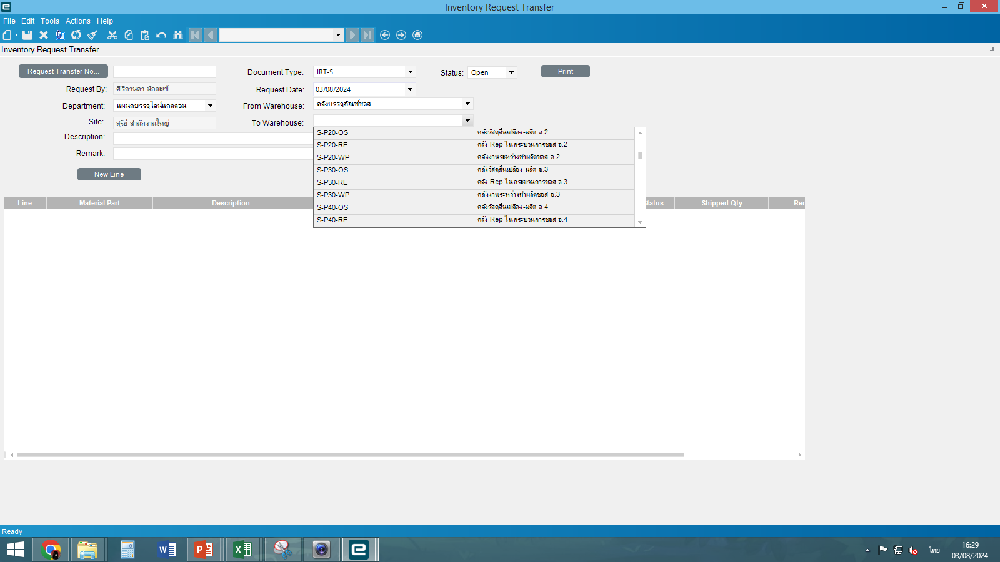 Inventory Request Transfer
File Edit Tools Actions Help
Inventory Request Transfer
Request Transfer No... Document Type: IRT-S Status: Open Print
Request By: ศิริกานดา นักจะเข้ Request Date: 03/08/2024
Department: แผนกบรรจุไลน์แกลลอน From Warehouse: คลังบรรจุภัณฑ์ซอส
Site: สุรีย์ สำนักงานใหญ่ To Warehouse:
Description:
Remark:
New Line
S-P20-OS คลังวัสดุสิ้นเปลือง-ผลิต อ.2
S-P20-RE คลัง Rep ในกระบวนการซอส อ.2
S-P20-WP คลังงานระหว่างทำผลิตซอส อ.2
S-P30-OS คลังวัสดุสิ้นเปลือง-ผลิต อ.3
S-P30-RE คลัง Rep ในกระบวนการซอส อ.3
S-P30-WP คลังงานระหว่างทำผลิตซอส อ.3
S-P40-OS คลังวัสดุสิ้นเปลือง-ผลิต อ.4
S-P40-RE คลัง Rep ในกระบวนการซอส อ.4
Line Material Part Description tatus Shipped Qty Rec
Ready
ไทย 16:29
03/08/2024